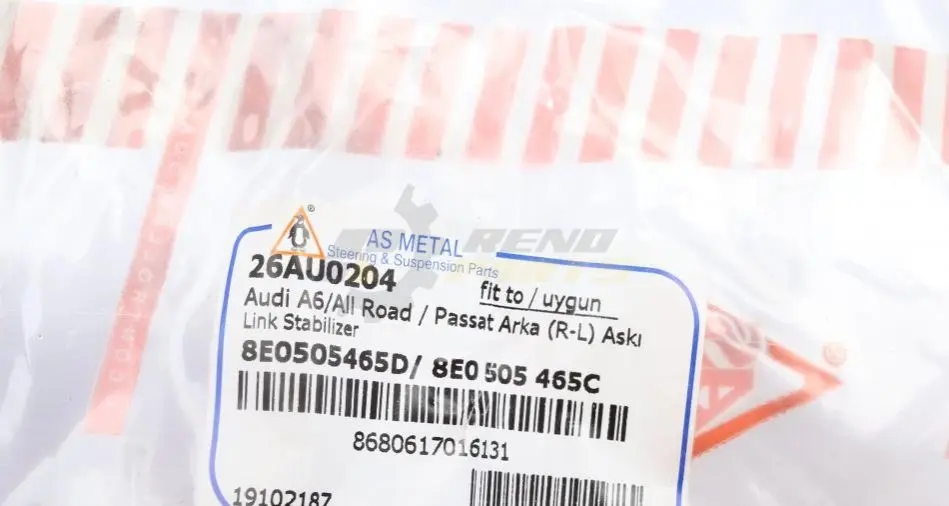 AS METAL
Steering & Suspension Parts
26AU0204
fit to / uygun
Audi A6/All Road / Passat Arka (R-L) Askı
Link Stabilizer
8E0505465D/ 8E0 505 465C
8680617016131
19102187
REND